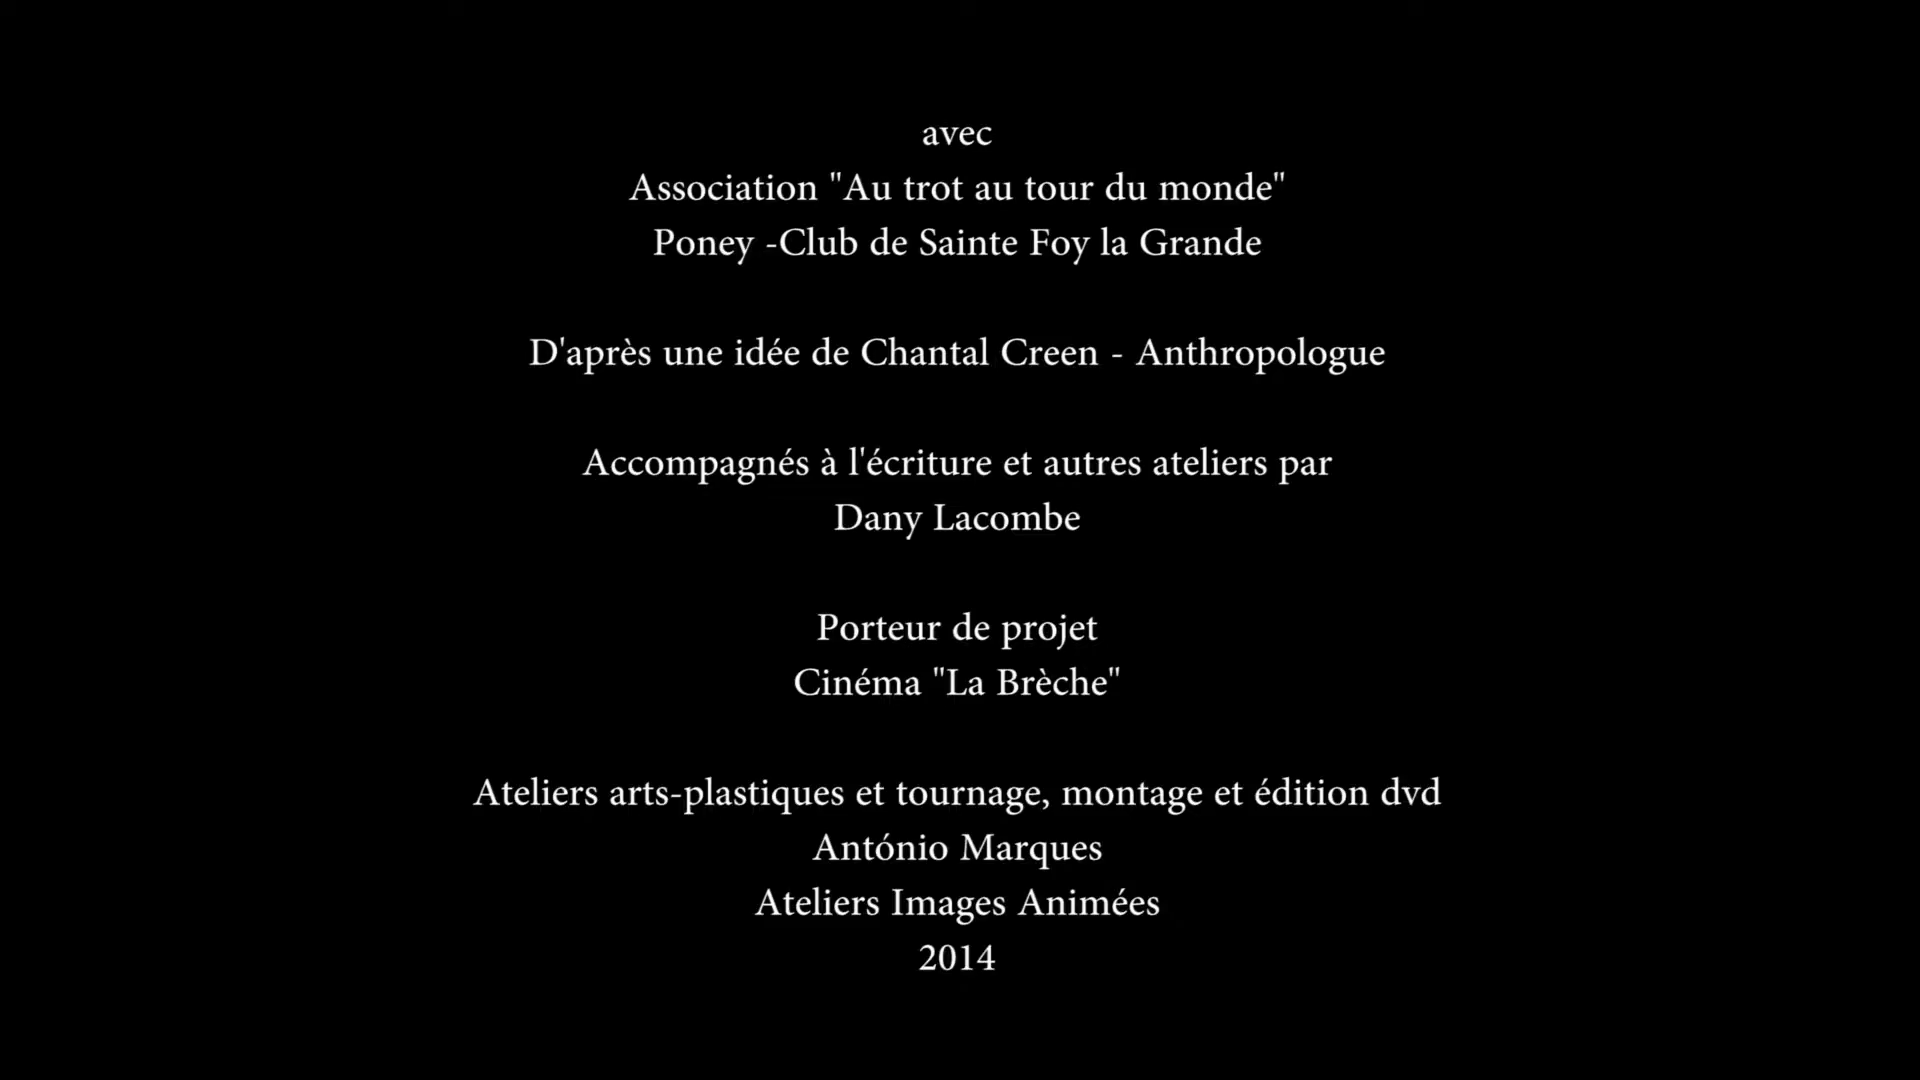 avec
Association "Au trot au tour du monde"
Poney -Club de Sainte Foy la Grande
D'après une idée de Chantal Creen - Anthropologue
Accompagnés à l'écriture et autres ateliers par
Dany Lacombe
Porteur de projet
Cinéma "La Brèche"
Ateliers arts-plastiques et tournage, montage et édition dvd
António Marques
Ateliers Images Animées
2014